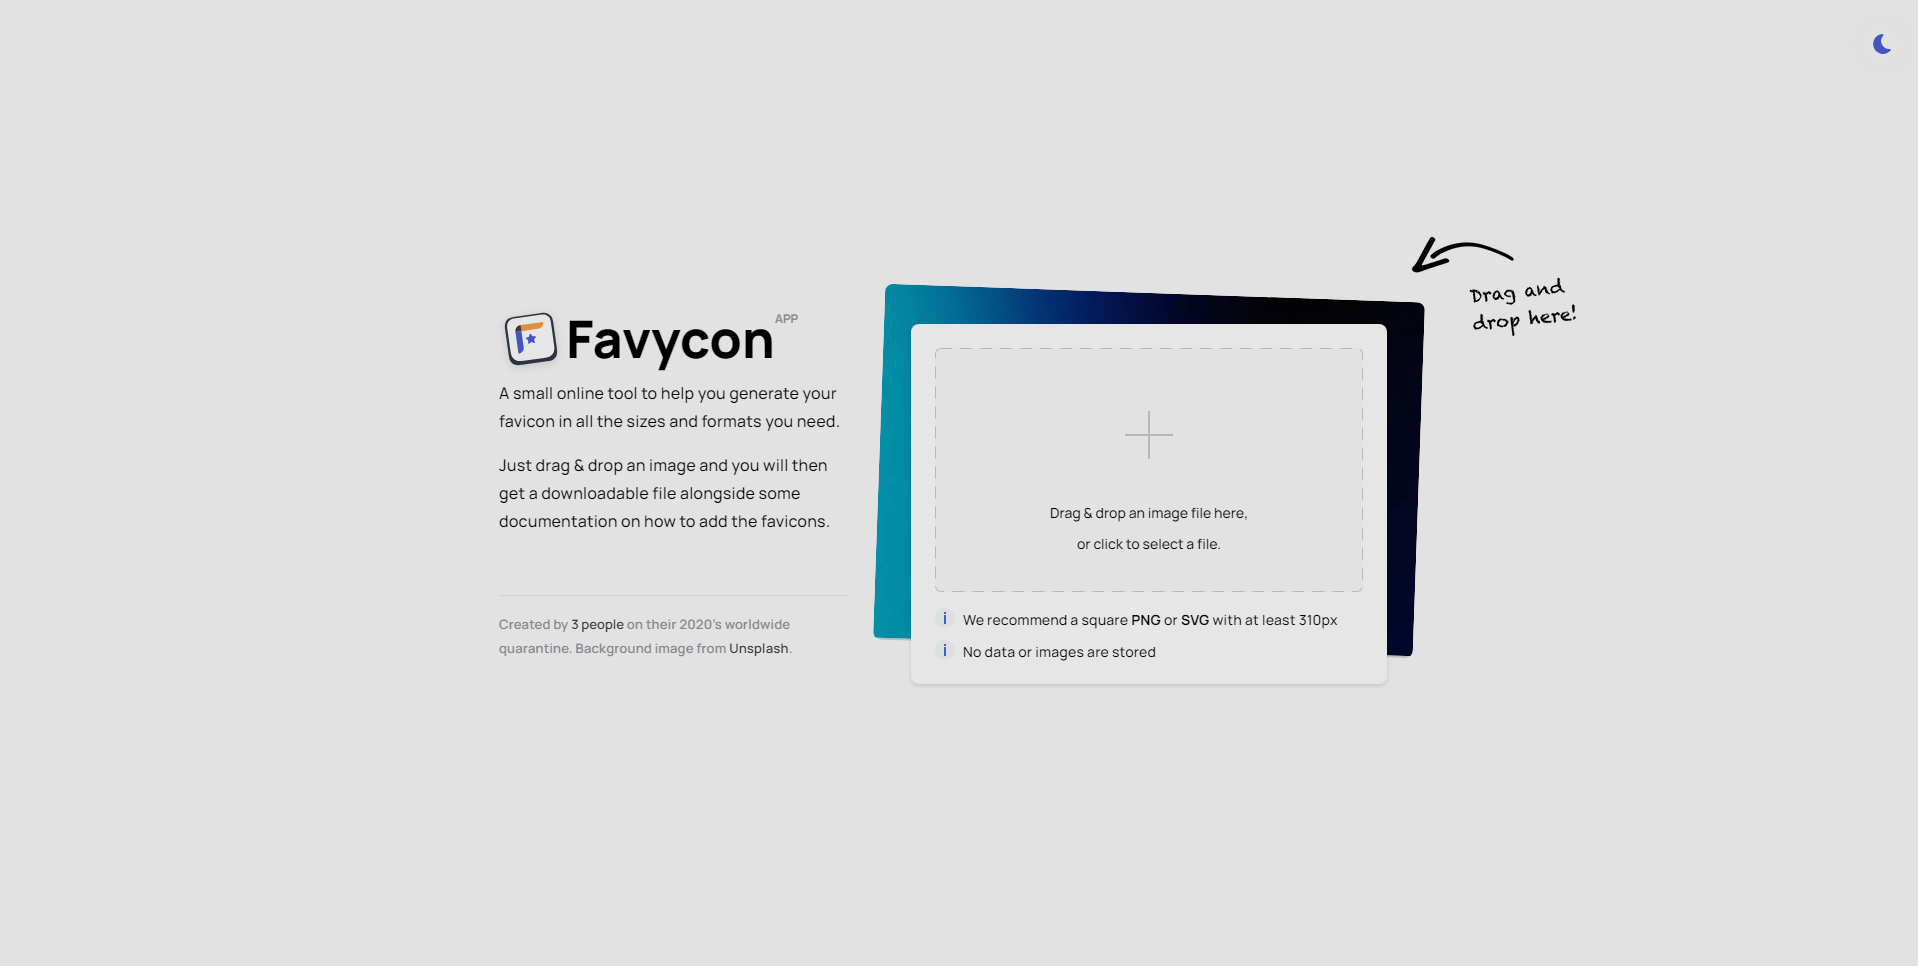 Drag and
drop here!
Favycon APP
A small online tool to help you generate your
favicon in all the sizes and formats you need.
Just drag & drop an image and you will then
get a downloadable file alongside some
documentation on how to add the favicons.
Created by 3 people on their 2020's worldwide
quarantine. Background image from Unsplash.
Drag & drop an image file here,
or click to select a file.
We recommend a square PNG or SVG with at least 310px
No data or images are stored